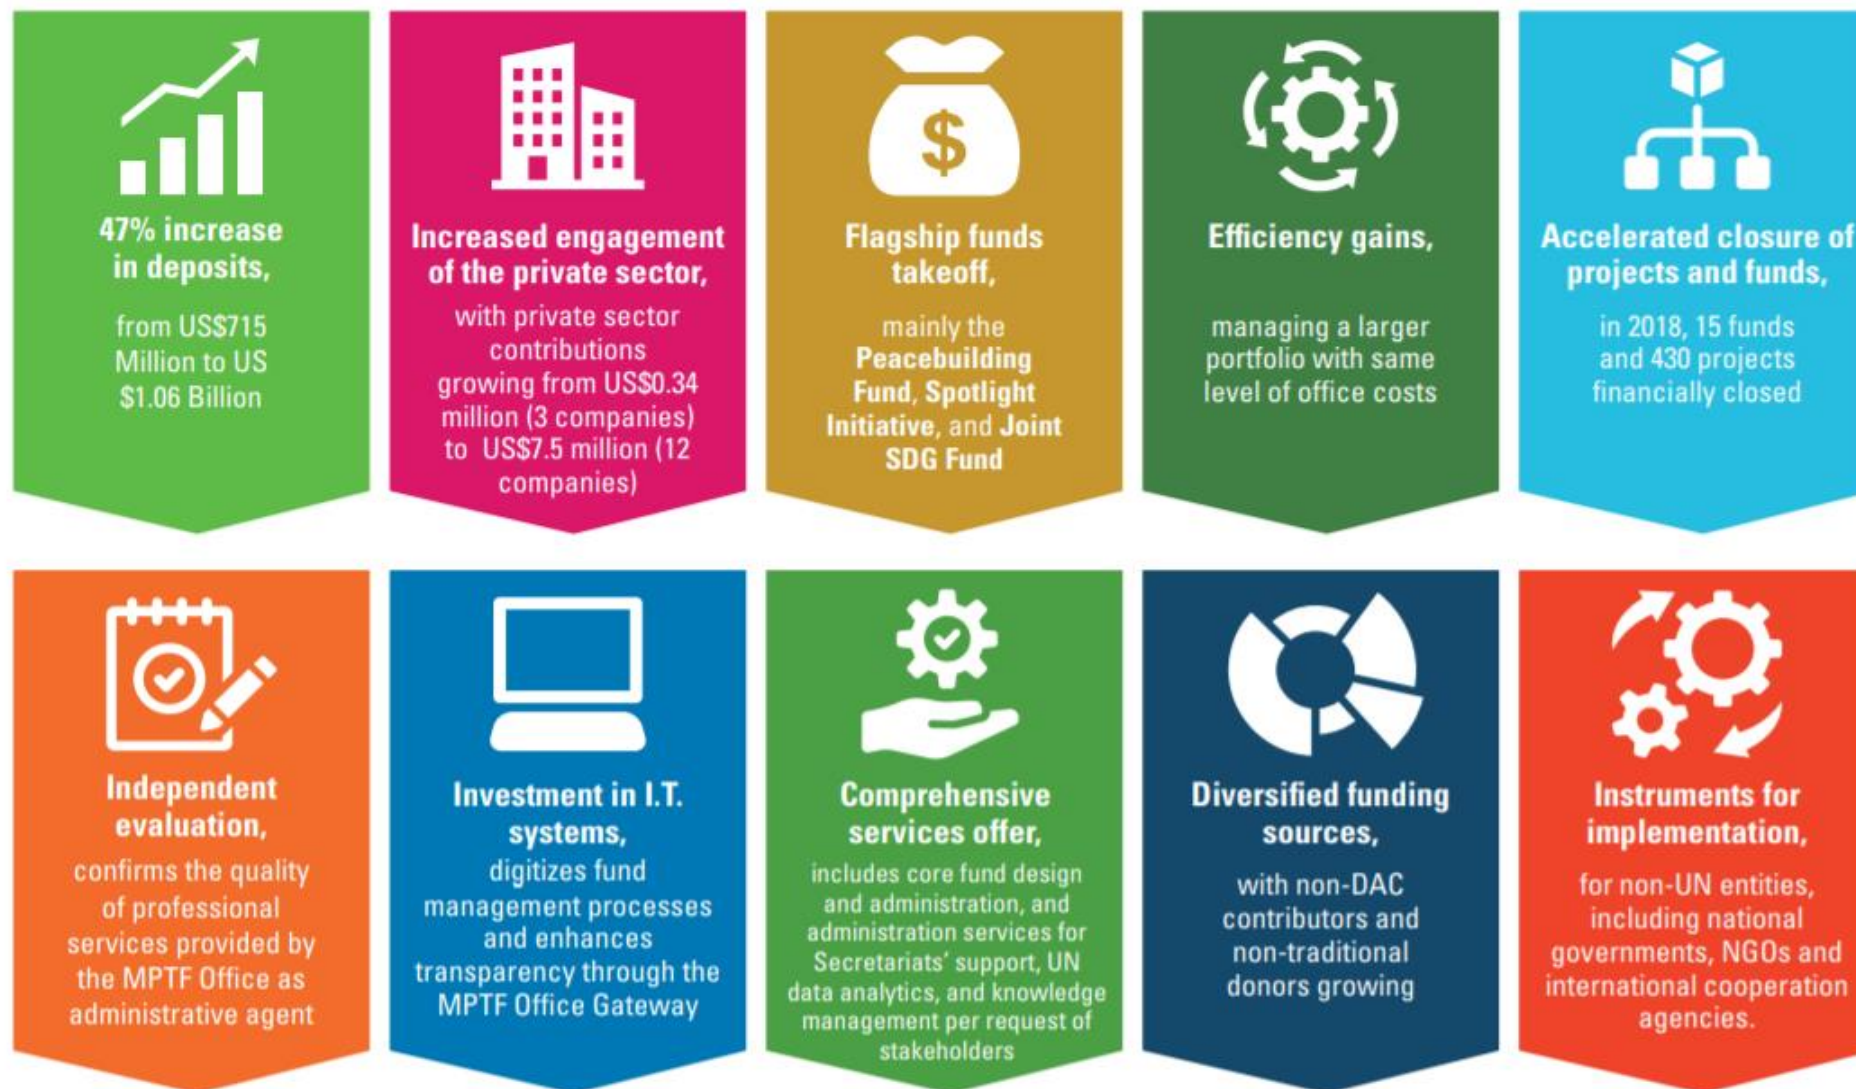 47% increase
in deposits,
from US$715
Million to US
$1.06 Billion
Increased engagement
of the private sector,
with private sector
contributions
growing from US$0.34
million (3 companies)
to US$7.5 million (12
companies)
$
Flagship funds
takeoff,
mainly the
Peacebuilding
Fund, Spotlight
Initiative, and Joint
SDG Fund
Efficiency gains,
managing a larger
portfolio with same
level of office costs
Accelerated closure of
projects and funds,
in 2018, 15 funds
and 430 projects
financially closed
Independent
evaluation,
confirms the quality
of professional
services provided by
the MPTF Office as
administrative agent
Investment in I.T.
systems,
digitizes fund
management processes
and enhances
transparency through the
MPTF Office Gateway
Comprehensive
services offer,
includes core fund design
and administration, and
administration services for
Secretariats' support, UN
data analytics, and knowledge
management per request of
stakeholders
Diversified funding
sources,
with non-DAC
contributors and
non-traditional
donors growing
Instruments for
implementation,
for non-UN entities,
including national
governments, NGOs and
international cooperation
agencies.